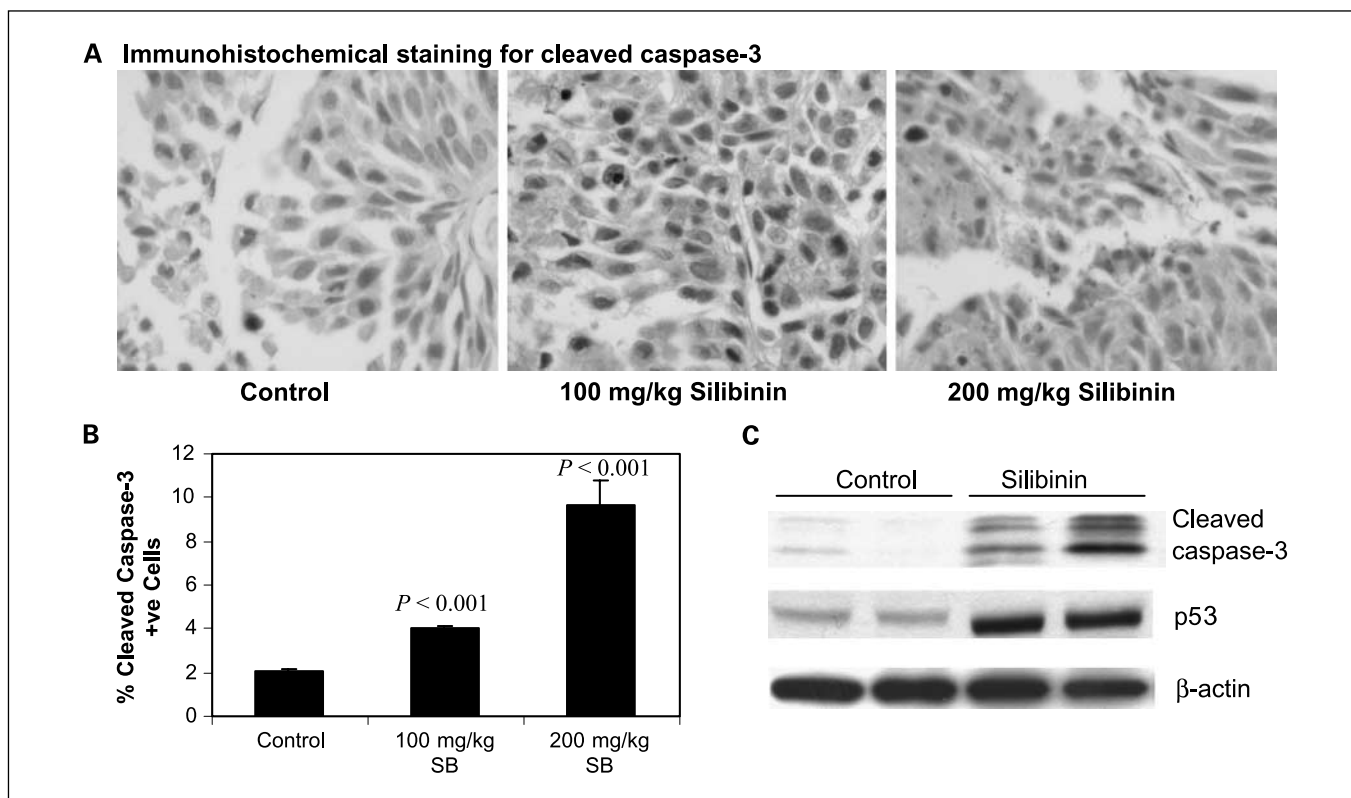 A Immunohistochemical staining for cleaved caspase-3
Control
100 mg/kg Silibinin
200 mg/kg Silibinin
B
% Cleaved Caspase-3
+ve Cells
12
10
8
6
4
2
0
P < 0.001
P < 0.001
Control
100 mg/kg
SB
200 mg/kg
SB
C
Control
Silibinin
Cleaved
caspase-3
p53
β-actin